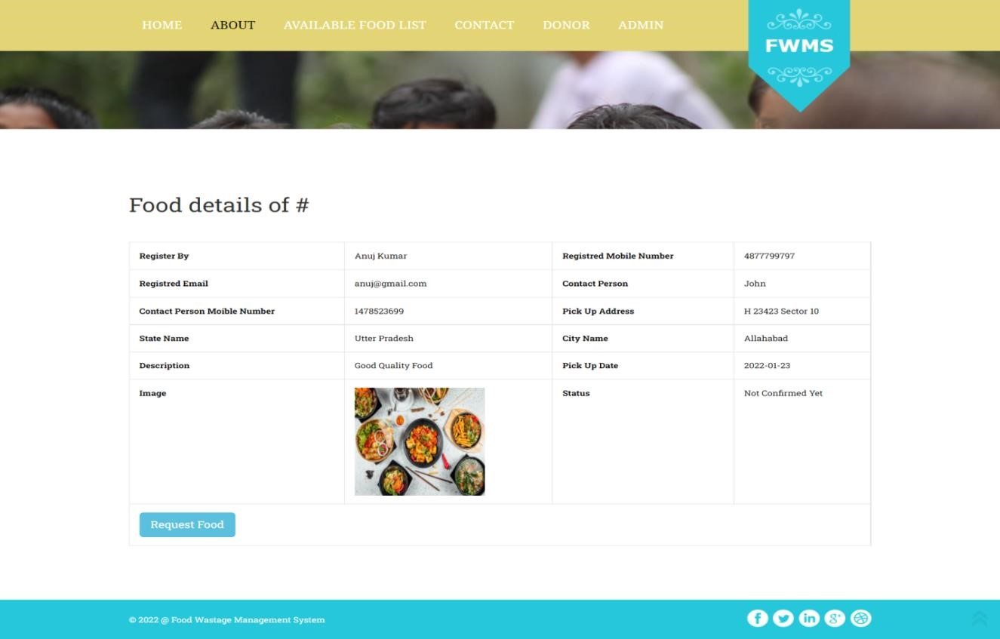 HOME ABOUT AVAILABLE FOOD LIST CONTACT DONOR ADMIN
FWMS
Food details of #
Register By Anuj Kumar Registred Mobile Number 4877799797
Registred Email anuj@gmail.com Contact Person John
Contact Person Moible Number 1478523699 Pick Up Address H 23423 Sector 10
State Name Utter Pradesh City Name Allahabad
Description Good Quality Food Pick Up Date 2022-01-23
Image Status Not Confirmed Yet
Request Food
© 2022 @ Food Wastage Management System